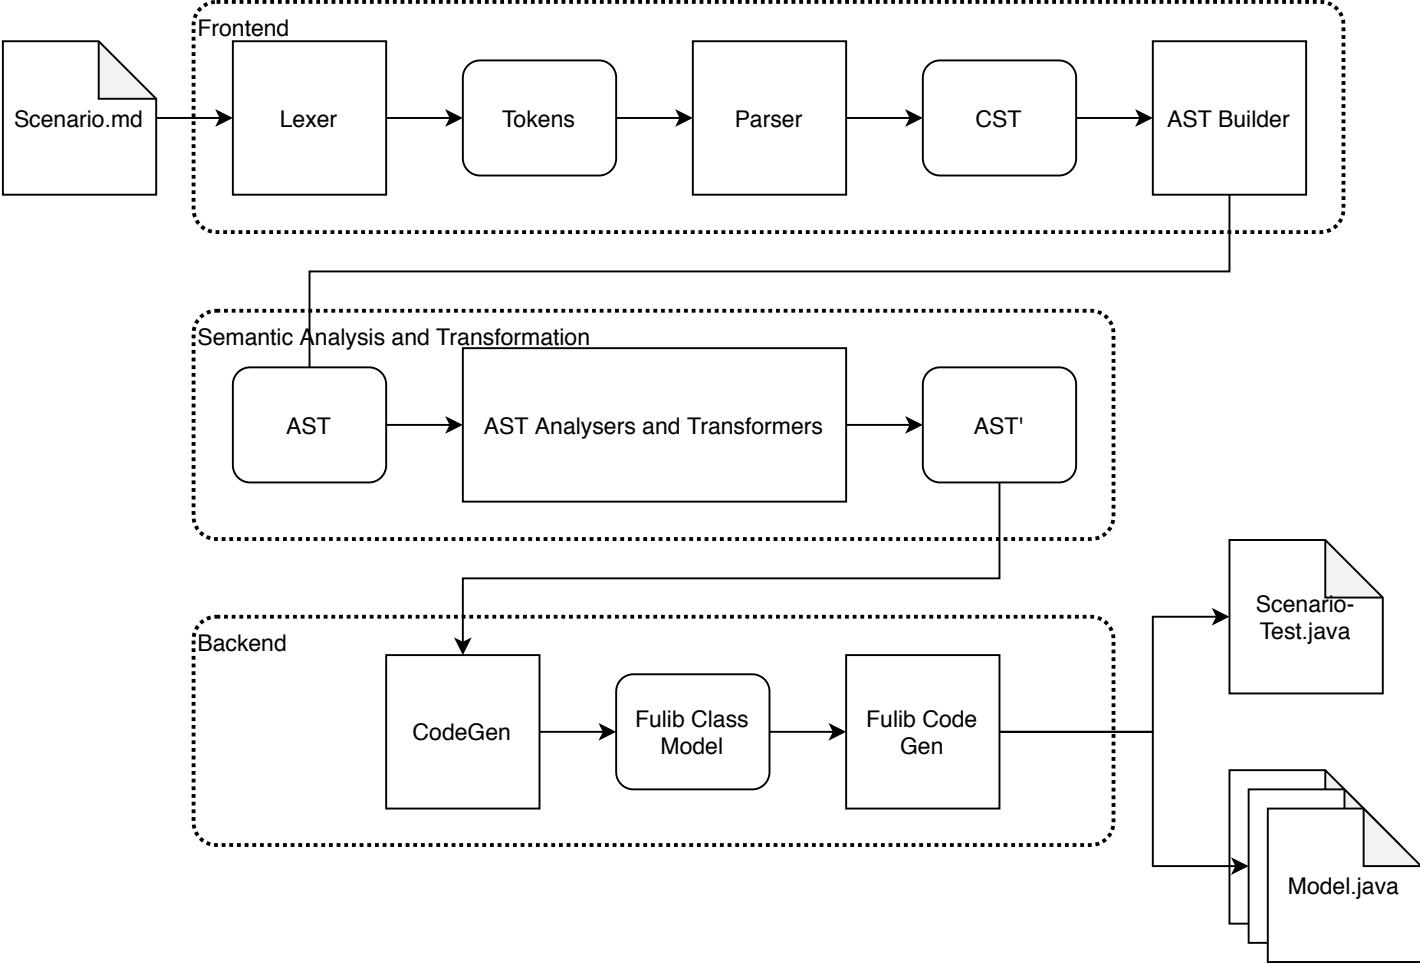 Frontend
Scenario.md
Lexer
Tokens
Parser
CST
AST Builder
Semantic Analysis and Transformation
AST
AST Analysers and Transformers
AST'
Backend
CodeGen
Fulib Class
Model
Fulib Code
Gen
Scenario-
Test.java
Model.java